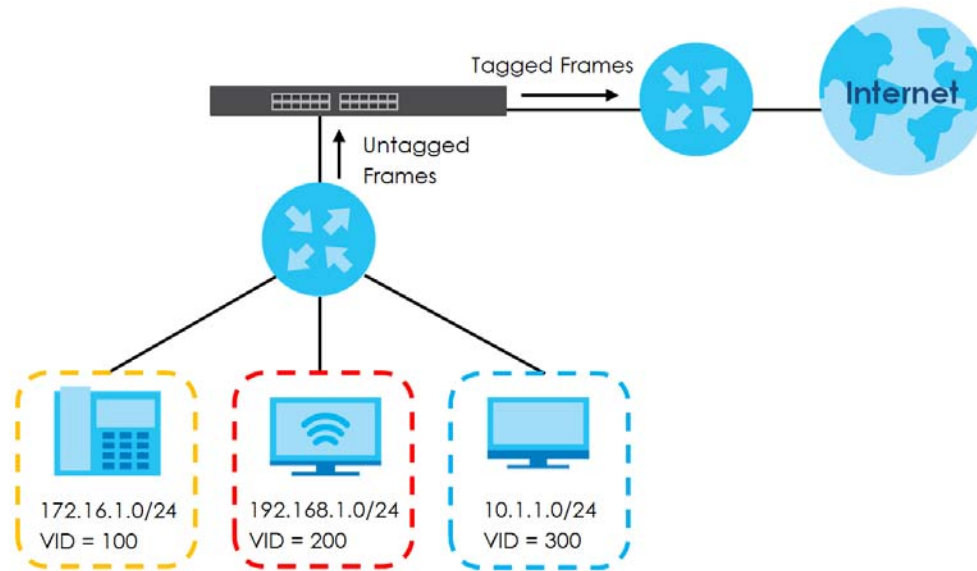 Tagged Frames
Internet
Untagged
Frames
172.16.1.0/24
VID = 100
192.168.1.0/24
VID = 200
10.1.1.0/24
VID = 300